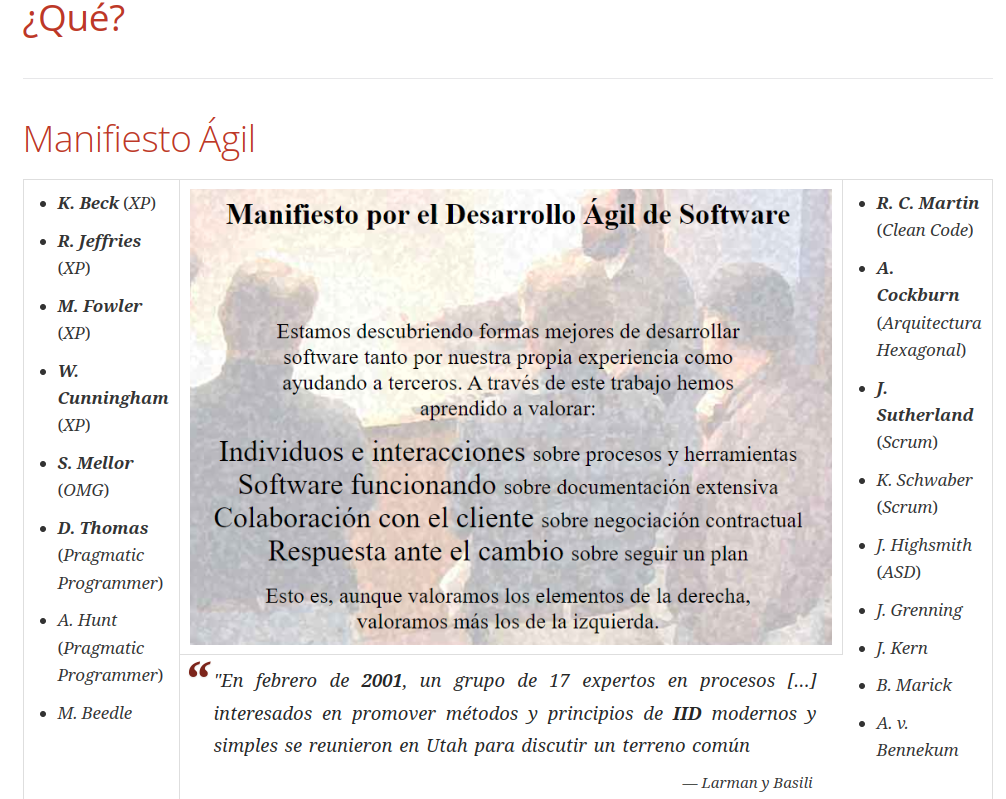 ¿Qué?
Manifiesto Ágil
K. Beck (XP)
R. Jeffries
(XP)
M. Fowler
(XP)
W.
Cunningham
(XP)
S. Mellor
(OMG)
D. Thomas
(Pragmatic
Programmer)
A. Hunt
(Pragmatic
Programmer)
M. Beedle
Manifiesto por el Desarrollo Ágil de Software
Estamos descubriendo formas mejores de desarrollar
software tanto por nuestra propia experiencia como
ayudando a terceros. A través de este trabajo hemos
aprendido a valorar:
Individuos e interacciones sobre procesos y herramientas
Software funcionando sobre documentación extensiva
Colaboración con el cliente sobre negociación contractual
Respuesta ante el cambio sobre seguir un plan
Esto es, aunque valoramos los elementos de la derecha,
valoramos más los de la izquierda.
“ "En febrero de 2001, un grupo de 17 expertos en procesos [...]
interesados en promover métodos y principios de IID modernos y
simples se reunieron en Utah para discutir un terreno común
— Larman y Basili
R. C. Martin
(Clean Code)
A.
Cockburn
(Arquitectura
Hexagonal)
J.
Sutherland
(Scrum)
K. Schwaber
(Scrum)
J. Highsmith
(ASD)
J. Grenning
J. Kern
B. Marick
A. v.
Bennekum